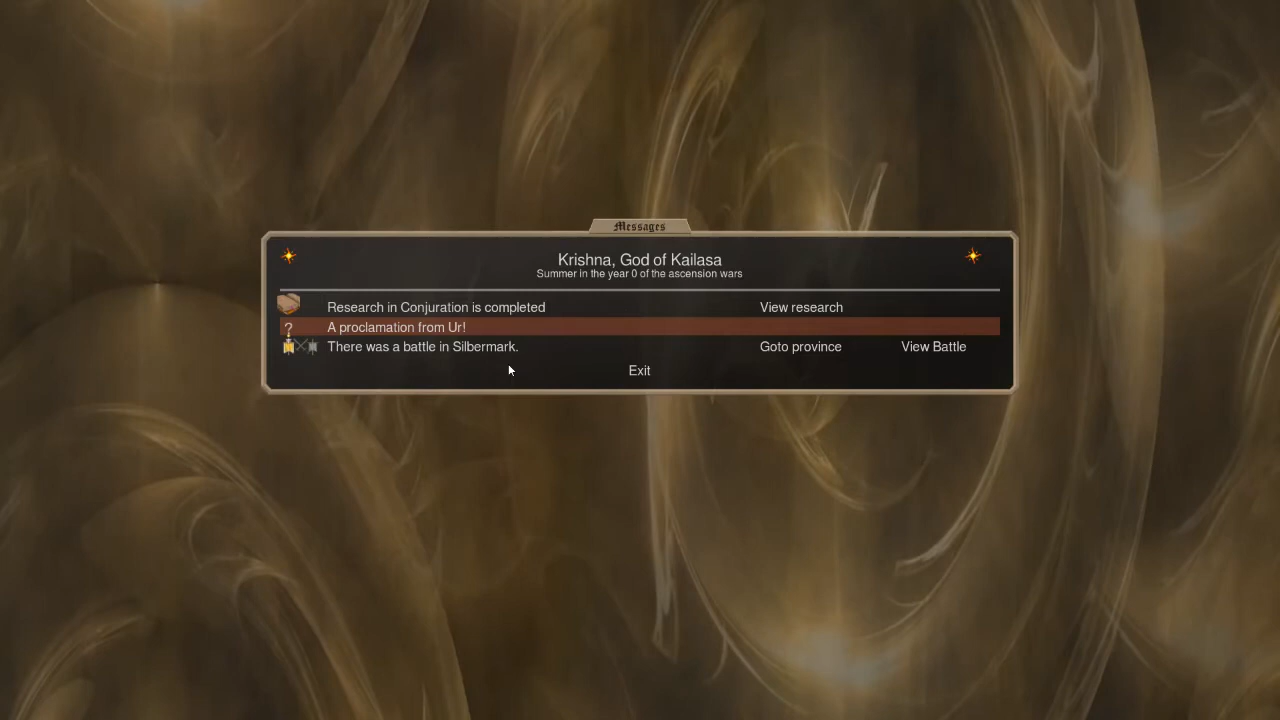 Messages
Krishna, God of Kailasa
Summer in the year 0 of the ascension wars
Research in Conjuration is completed View research
? A proclamation from Ur!
There was a battle in Silbermark. Goto province View Battle
Exit